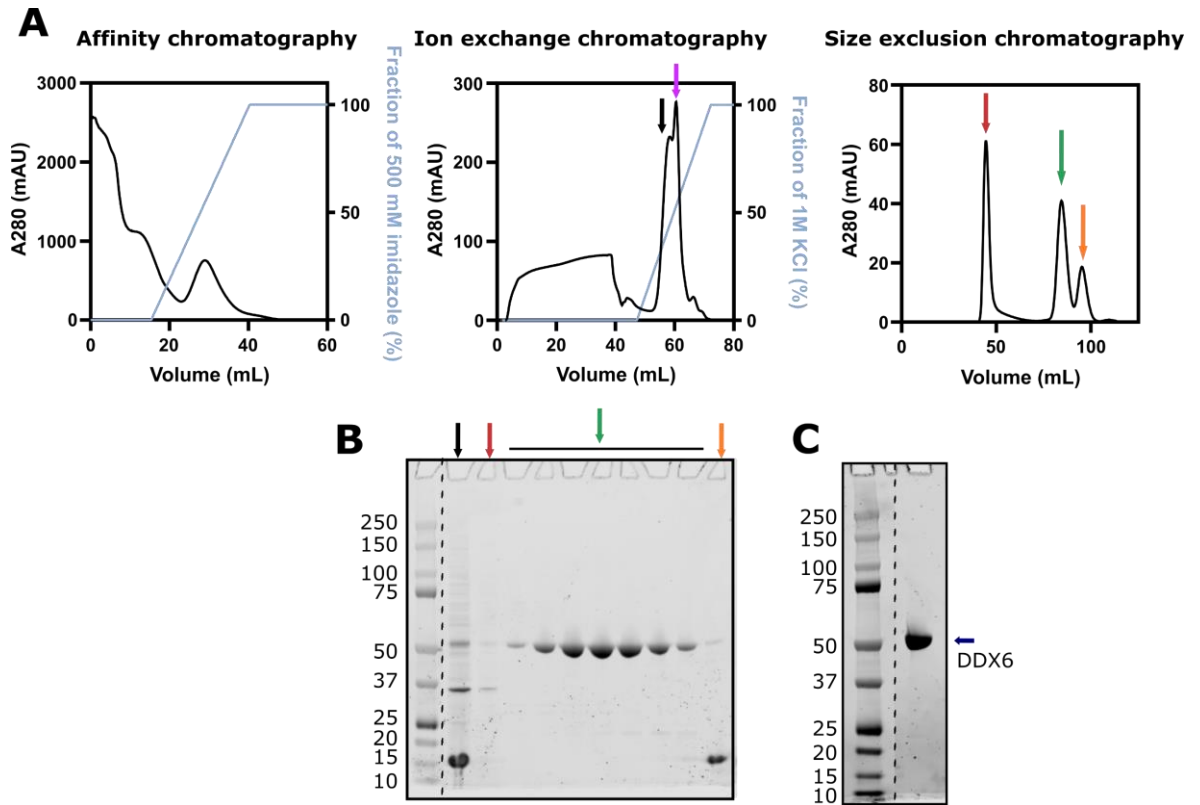 A
Affinity chromatography
A280 (mAU)
3000
2000
1000
0
0 20 40 60
Volume (mL)
100
50
0
Fraction of 500 mM imidazole (%)
Ion exchange chromatography
A280 (mAU)
300
200
100
0
0 20 40 60 80
Volume (mL)
100
50
0
Fraction of 1M KCl (%)
Size exclusion chromatography
A280 (mAU)
80
60
40
20
0
0 50 100
Volume (mL)
B
250
150
100
75
50
37
25
20
15
10
C
250
150
100
75
50
37
25
20
15
10
DDX6